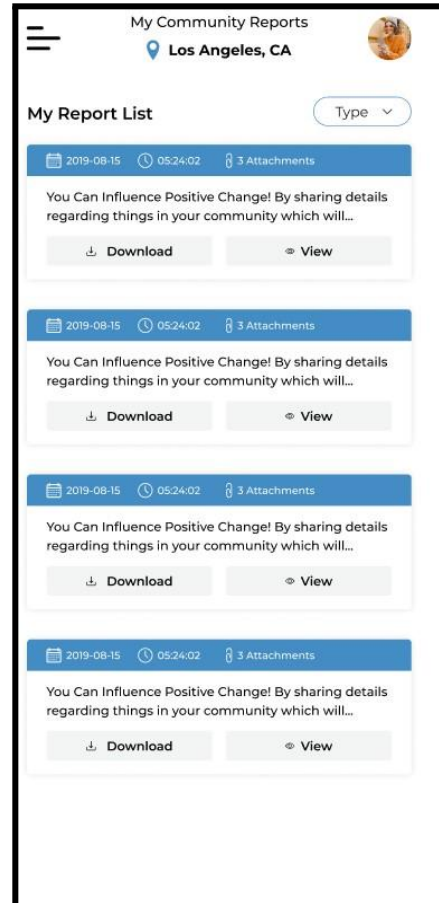 My Community Reports
Los Angeles, CA
My Report List
Type
2019-08-15 05:24:02 3 Attachments
You Can Influence Positive Change! By sharing details
regarding things in your community which will...
Download View
2019-08-15 05:24:02 3 Attachments
You Can Influence Positive Change! By sharing details
regarding things in your community which will...
Download View
2019-08-15 05:24:02 3 Attachments
You Can Influence Positive Change! By sharing details
regarding things in your community which will...
Download View
2019-08-15 05:24:02 3 Attachments
You Can Influence Positive Change! By sharing details
regarding things in your community which will...
Download View